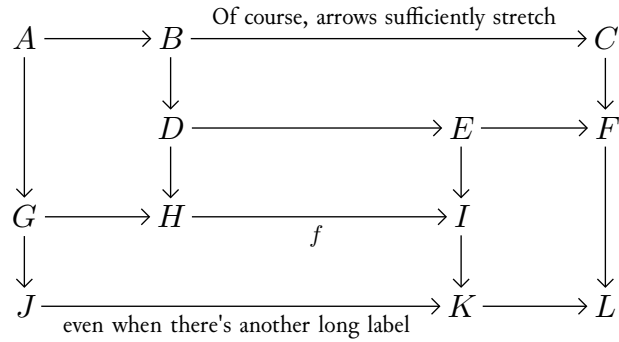 Of course, arrows sufficiently stretch
A B C
D E F
G H I
f
J K L
even when there's another long label